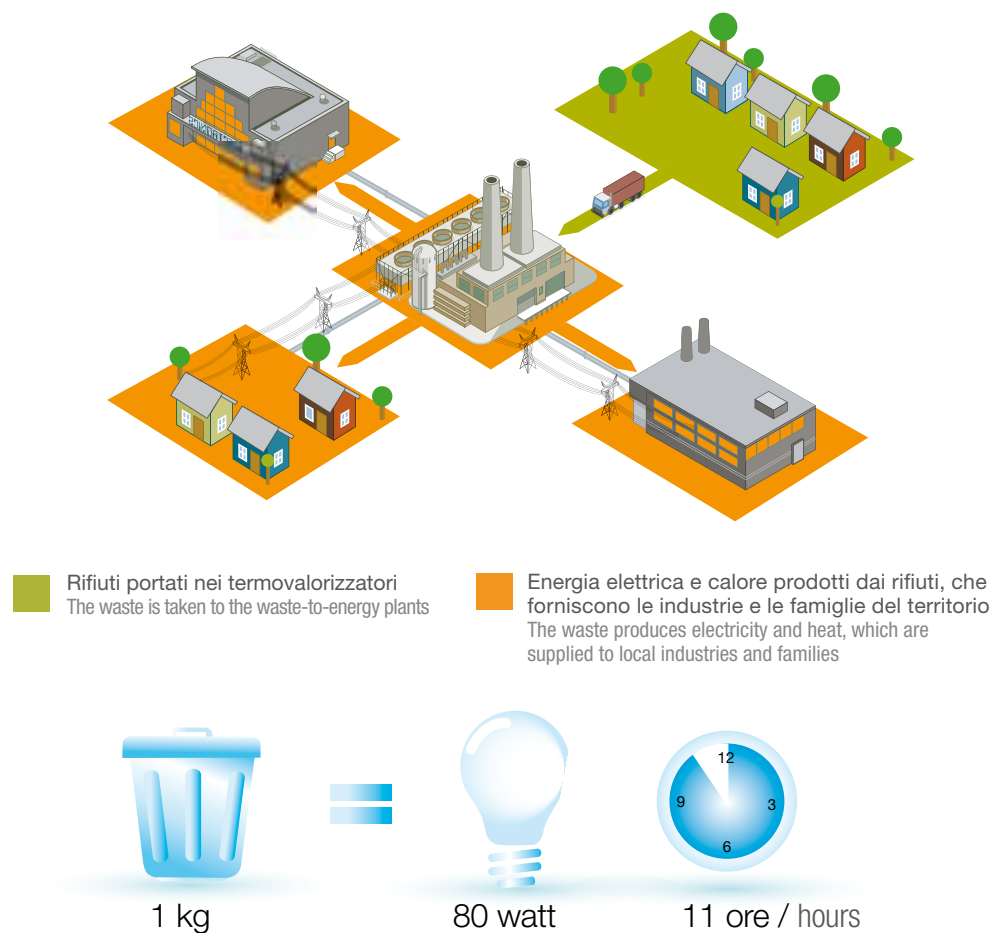 Rifiuti portati nei termovalorizzatori
The waste is taken to the waste-to-energy plants
Energia elettrica e calore prodotti dai rifiuti, che
forniscono le industrie e le famiglie del territorio
The waste produces electricity and heat, which are
supplied to local industries and families
12
9
3
6
1 kg
80 watt
11 ore / hours